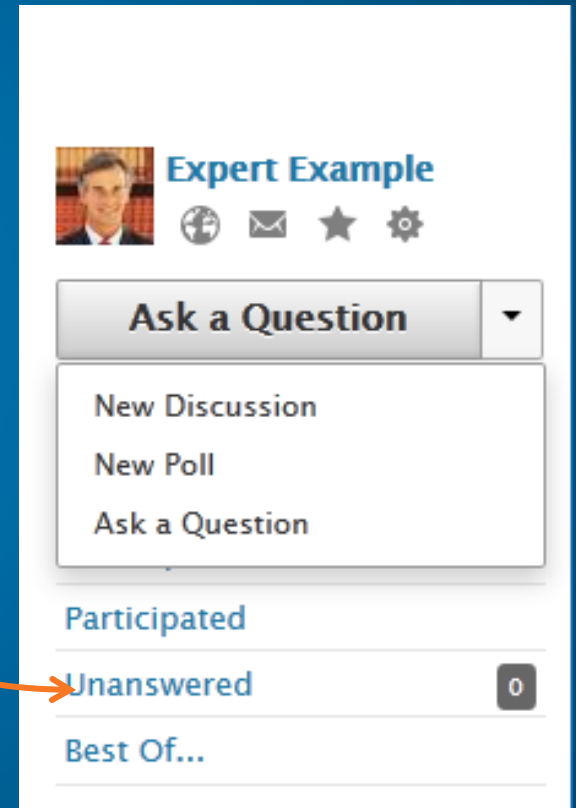 Expert Example
Ask a Question
New Discussion
New Poll
Ask a Question
Participated
Unanswered 0
Best Of...